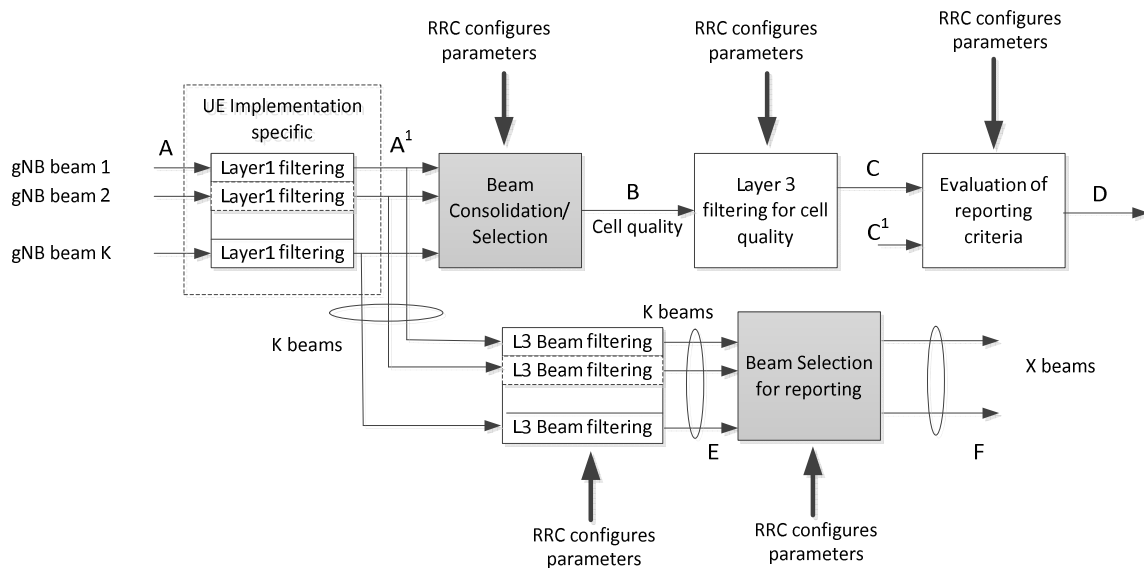 RRC configures
parameters
RRC configures
parameters
RRC configures
parameters
UE Implementation
specific
A
A¹
gNB beam 1
Layer1 filtering
gNB beam 2
Layer1 filtering
gNB beam K
Layer1 filtering
Beam
Consolidation/
Selection
B
Cell quality
Layer 3
filtering for cell
quality
C
C¹
Evaluation of
reporting
criteria
D
K beams
L3 Beam filtering
L3 Beam filtering
L3 Beam filtering
K beams
E
Beam Selection
for reporting
X beams
F
RRC configures
parameters
RRC configures
parameters